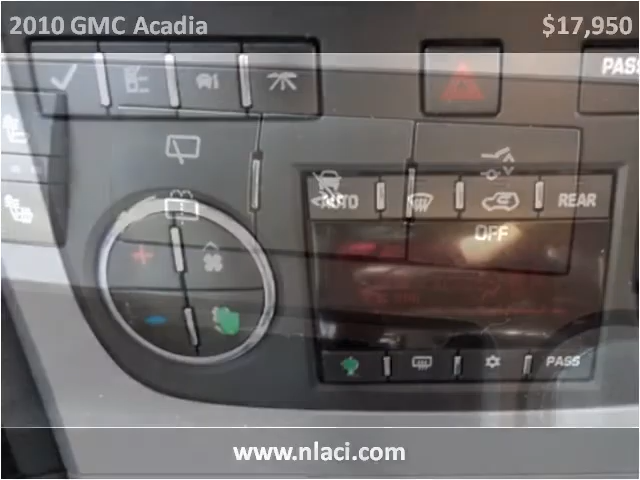 2010 GMC Acadia $17,950
PASS
AUTO REAR
OFF
PASS
www.nlaci.com